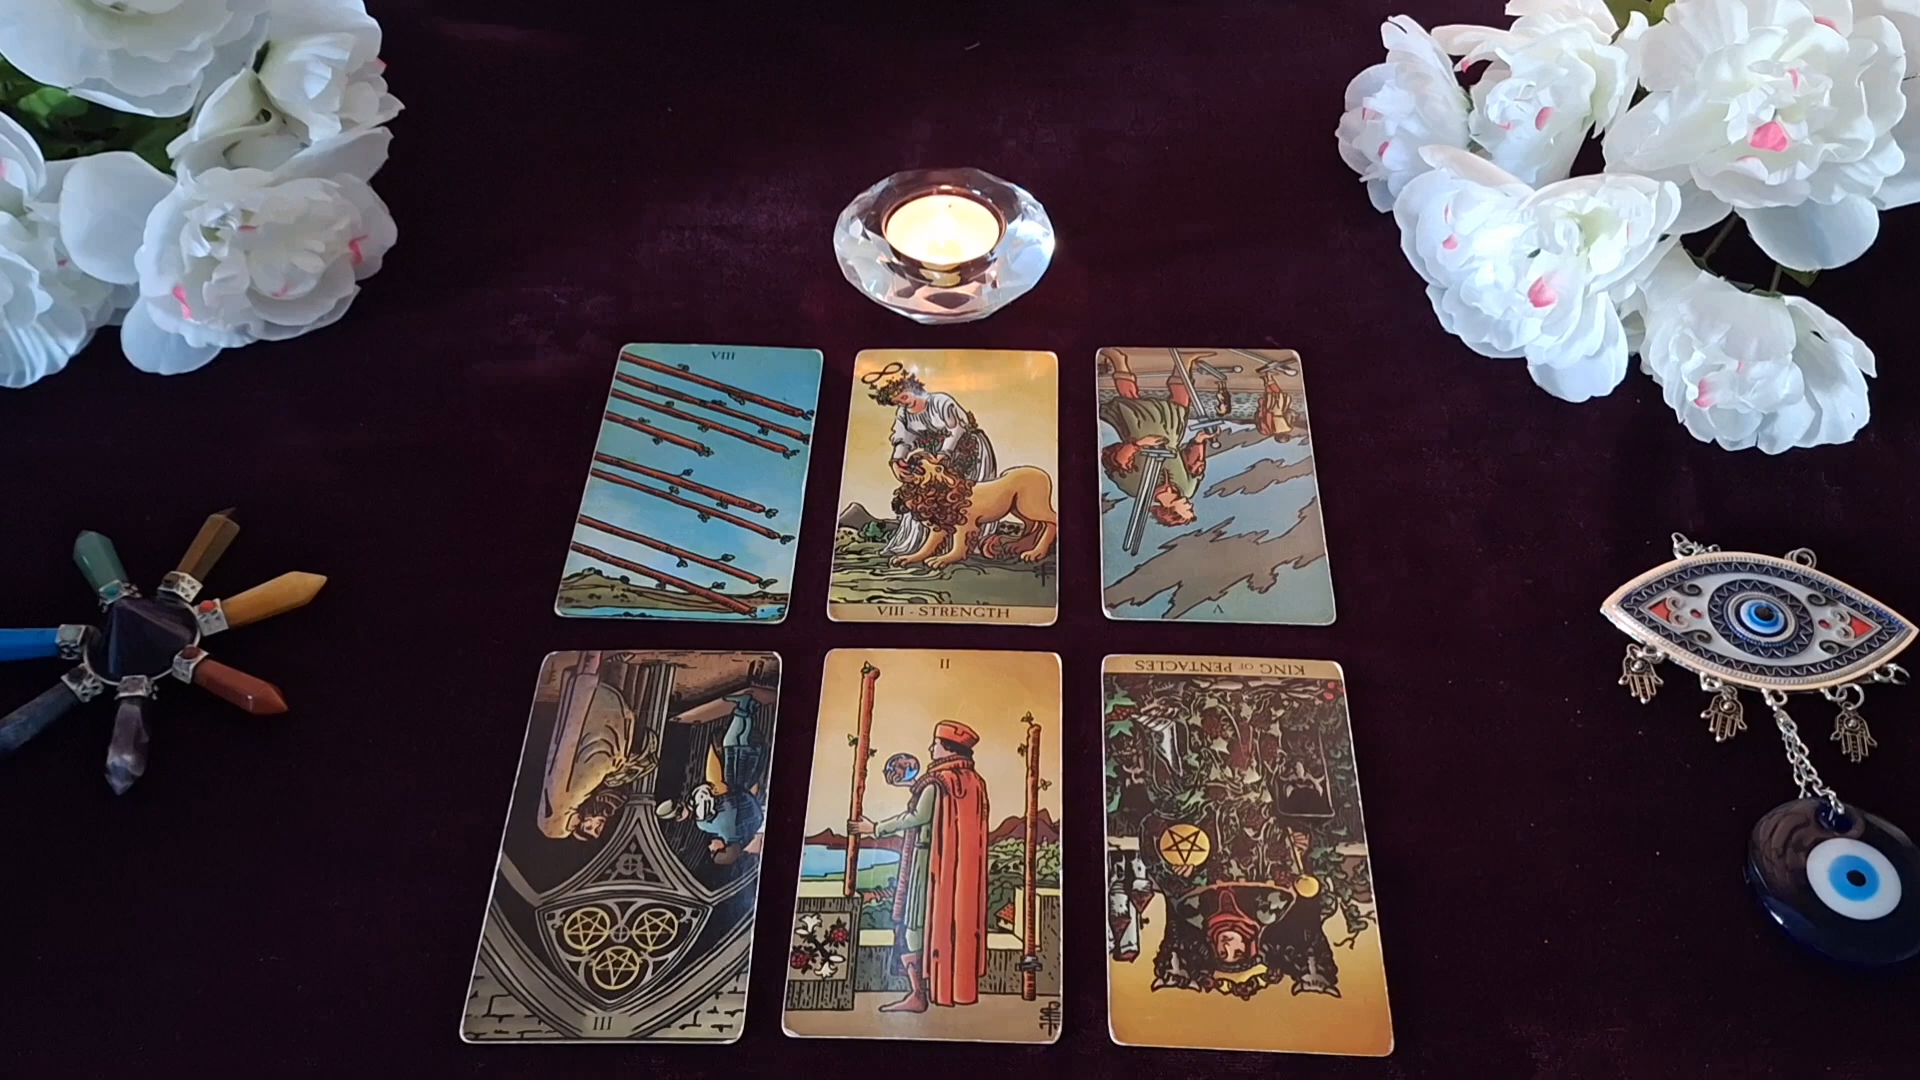 VIII
VIII - STRENGTH
V
III
II
KING OF PENTACLES